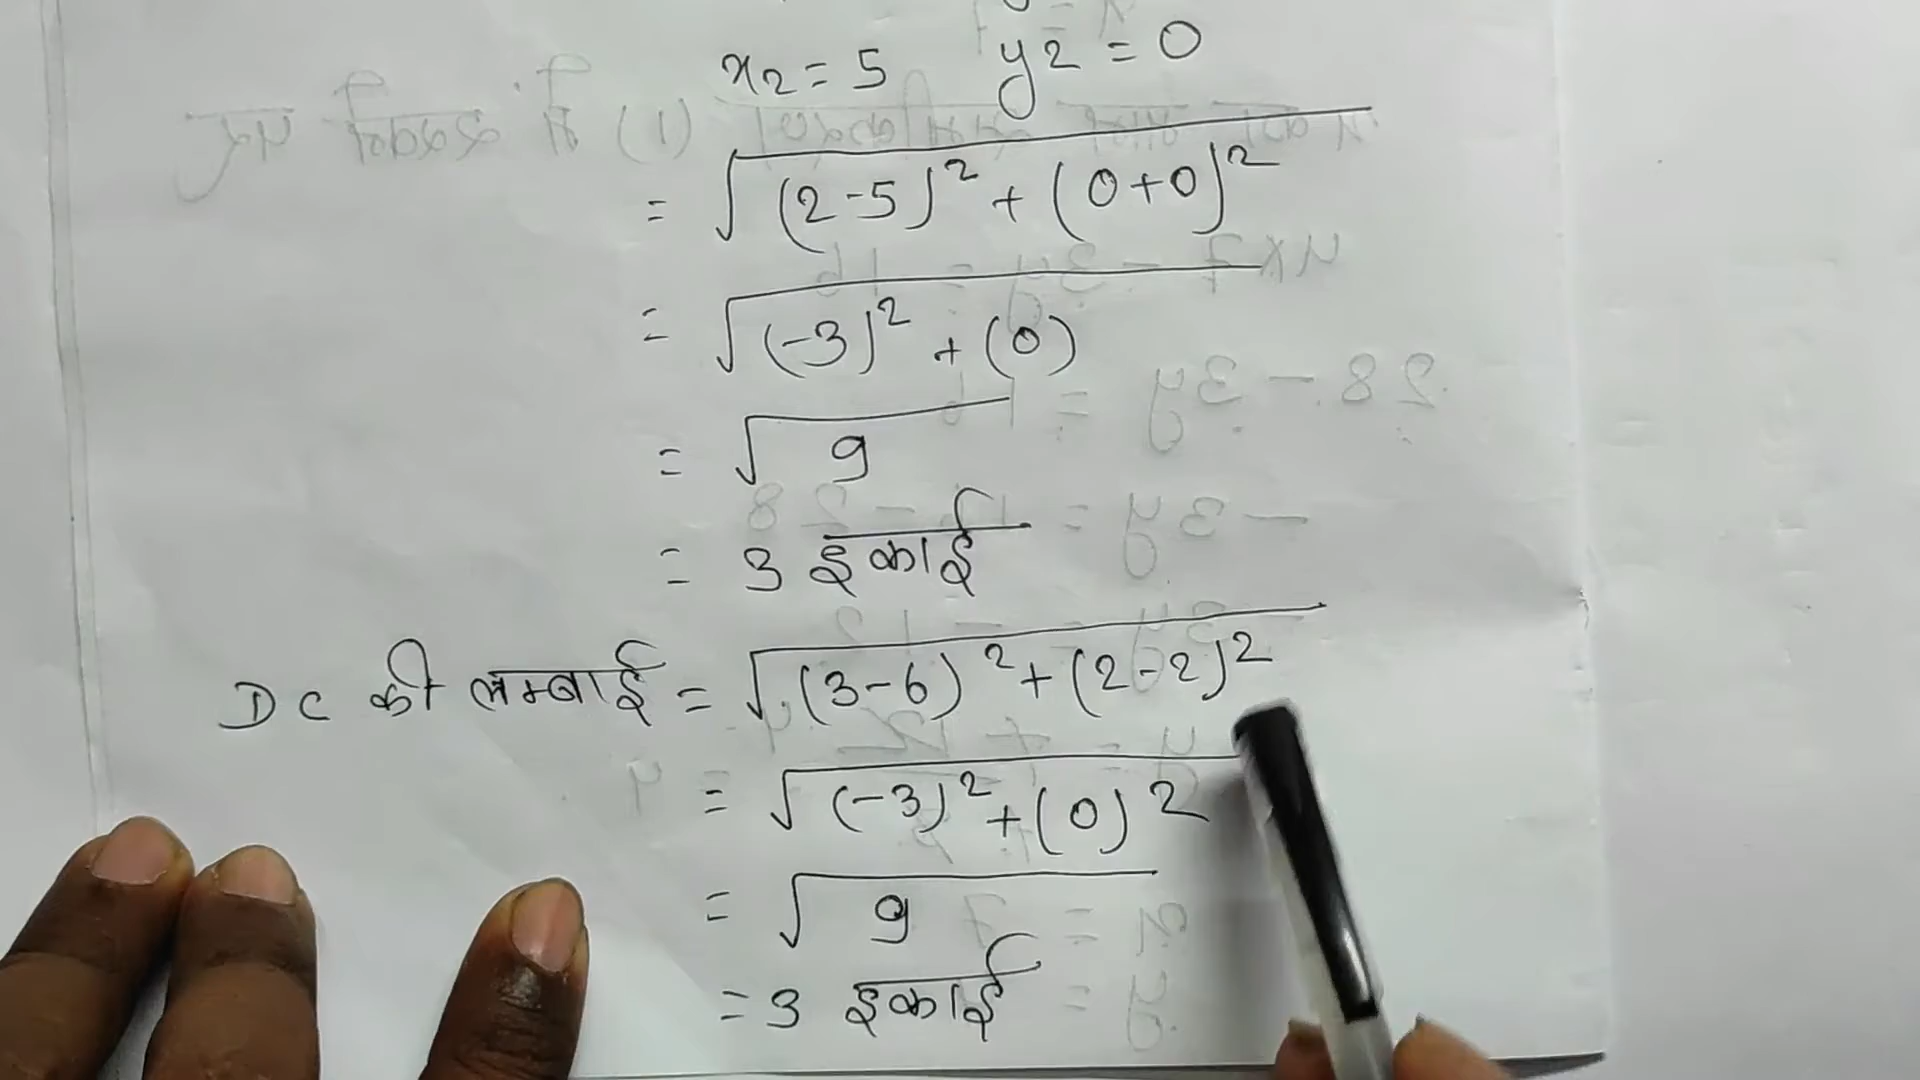 x2 = 5 y2 = 0
= √(2-5)² + (0+0)²
= √(-3)² + (0)
= √9
= 3 इकाई
DC की लम्बाई = √(3-6)² + (2-2)²
= √(-3)² + (0)²
= √9
= 3 इकाई